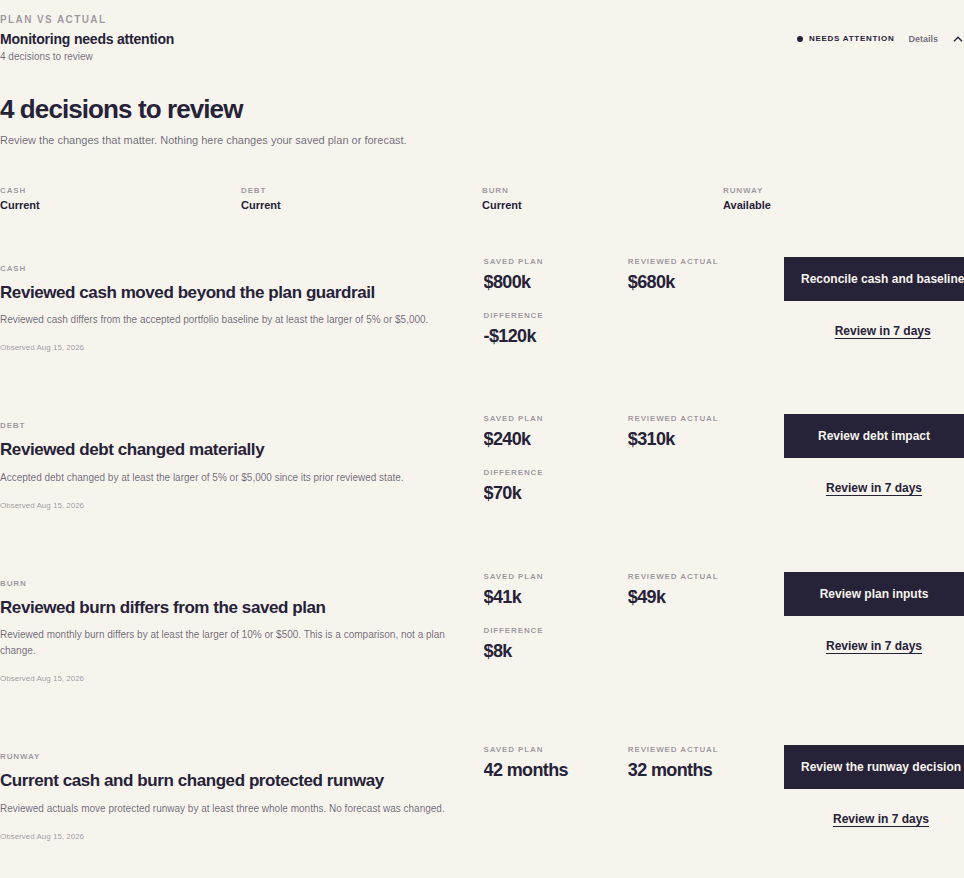 PLAN VS ACTUAL
Monitoring needs attention
4 decisions to review
NEEDS ATTENTION Details
4 decisions to review
Review the changes that matter. Nothing here changes your saved plan or forecast.
CASH DEBT BURN RUNWAY
Current Current Current Available
CASH
Reviewed cash moved beyond the plan guardrail
Reviewed cash differs from the accepted portfolio baseline by at least the larger of 5% or $5,000.
Observed Aug 15, 2026
SAVED PLAN REVIEWED ACTUAL
$800k $680k
DIFFERENCE
-$120k
Reconcile cash and baseline
Review in 7 days
DEBT
Reviewed debt changed materially
Accepted debt changed by at least the larger of 5% or $5,000 since its prior reviewed state.
Observed Aug 15, 2026
SAVED PLAN REVIEWED ACTUAL
$240k $310k
DIFFERENCE
$70k
Review debt impact
Review in 7 days
BURN
Reviewed burn differs from the saved plan
Reviewed monthly burn differs by at least the larger of 10% or $500. This is a comparison, not a plan
change.
Observed Aug 15, 2026
SAVED PLAN REVIEWED ACTUAL
$41k $49k
DIFFERENCE
$8k
Review plan inputs
Review in 7 days
RUNWAY
Current cash and burn changed protected runway
Reviewed actuals move protected runway by at least three whole months. No forecast was changed.
Observed Aug 15, 2026
SAVED PLAN REVIEWED ACTUAL
42 months 32 months
Review the runway decision
Review in 7 days